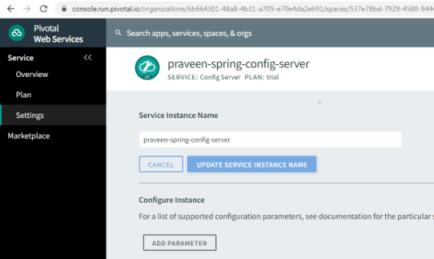 console.run.pivotal.io/organizations/6b664301-48a8-4b31-a705-e70e4da2e691/spaces/537e78bd-7929-4580-944
Pivotal
Web Services
Search apps, services, spaces, & orgs
Service
<<
Overview
Plan
Settings
Marketplace
praveen-spring-config-server
SERVICE: Config Server PLAN: trial
Service Instance Name
praveen-spring-config-server
CANCEL
UPDATE SERVICE INSTANCE NAME
Configure Instance
For a list of supported configuration parameters, see documentation for the particular s
ADD PARAMETER